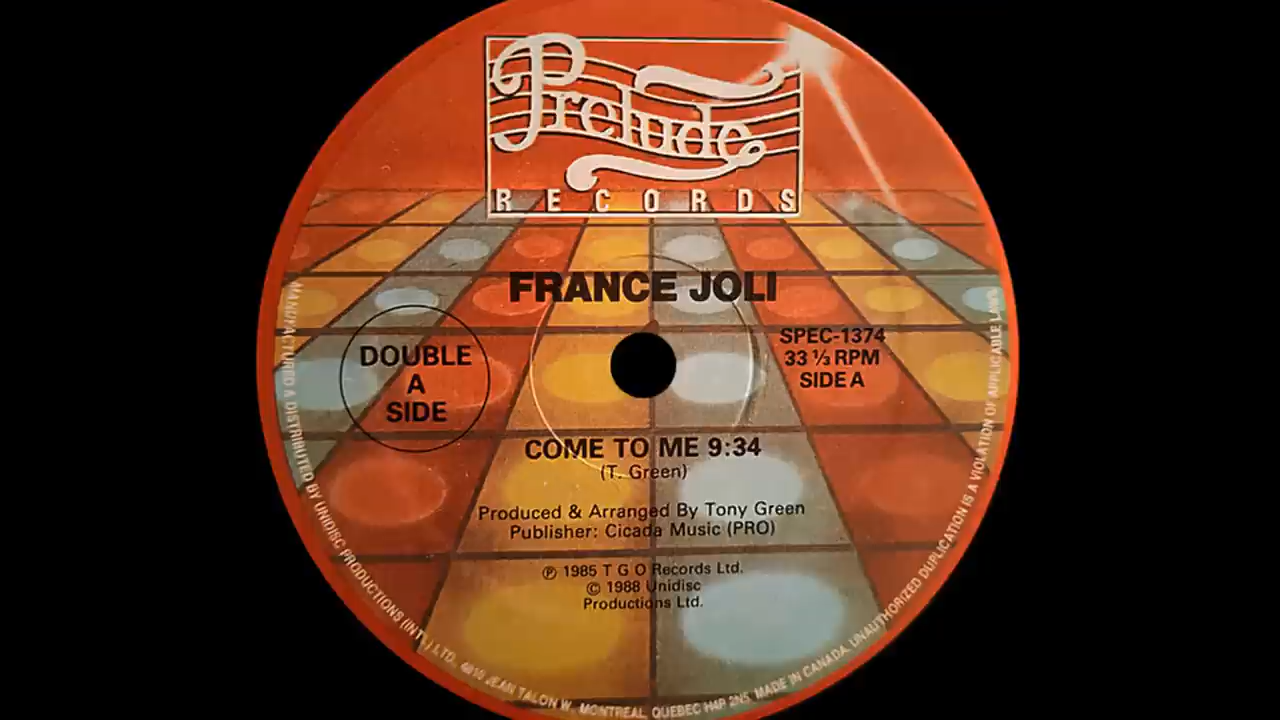 Prelude
RECORDS
FRANCE JOLI
DOUBLE
A
SIDE
SPEC-1374
33 ⅓ RPM
SIDE A
COME TO ME 9:34
(T. Green)
Produced & Arranged By Tony Green
Publisher: Cicada Music (PRO)
℗ 1985 T G O Records Ltd.
© 1988 Unidisc
Productions Ltd.
MANUFACTURED & DISTRIBUTED BY UNIDISC PRODUCTIONS (INT'L) LTD. 4810 JEAN TALON W. MONTREAL, QUEBEC H4P 2N5. MADE IN CANADA. UNAUTHORIZED DUPLICATION IS A VIOLATION OF APPLICABLE LAWS